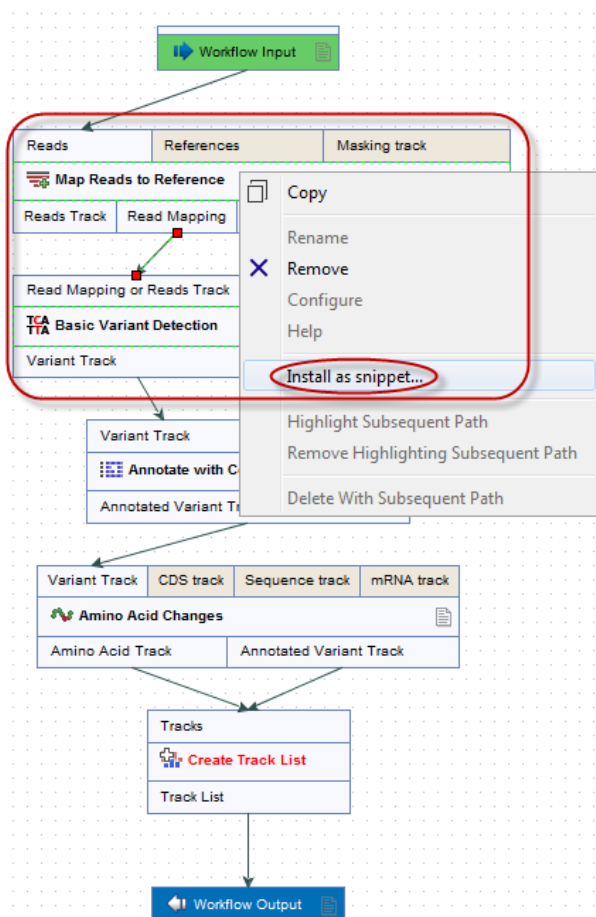 Workflow Input
Reads References Masking track
Map Reads to Reference
Reads Track Read Mapping
Copy
Rename
Remove
Configure
Help
Install as snippet...
Highlight Subsequent Path
Remove Highlighting Subsequent Path
Delete With Subsequent Path
Read Mapping or Reads Track
Basic Variant Detection
Variant Track
Variant Track
Annotate with
Annotated Variant
Variant Track CDS track Sequence track mRNA track
Amino Acid Changes
Amino Acid Track Annotated Variant Track
Tracks
Create Track List
Track List
Workflow Output